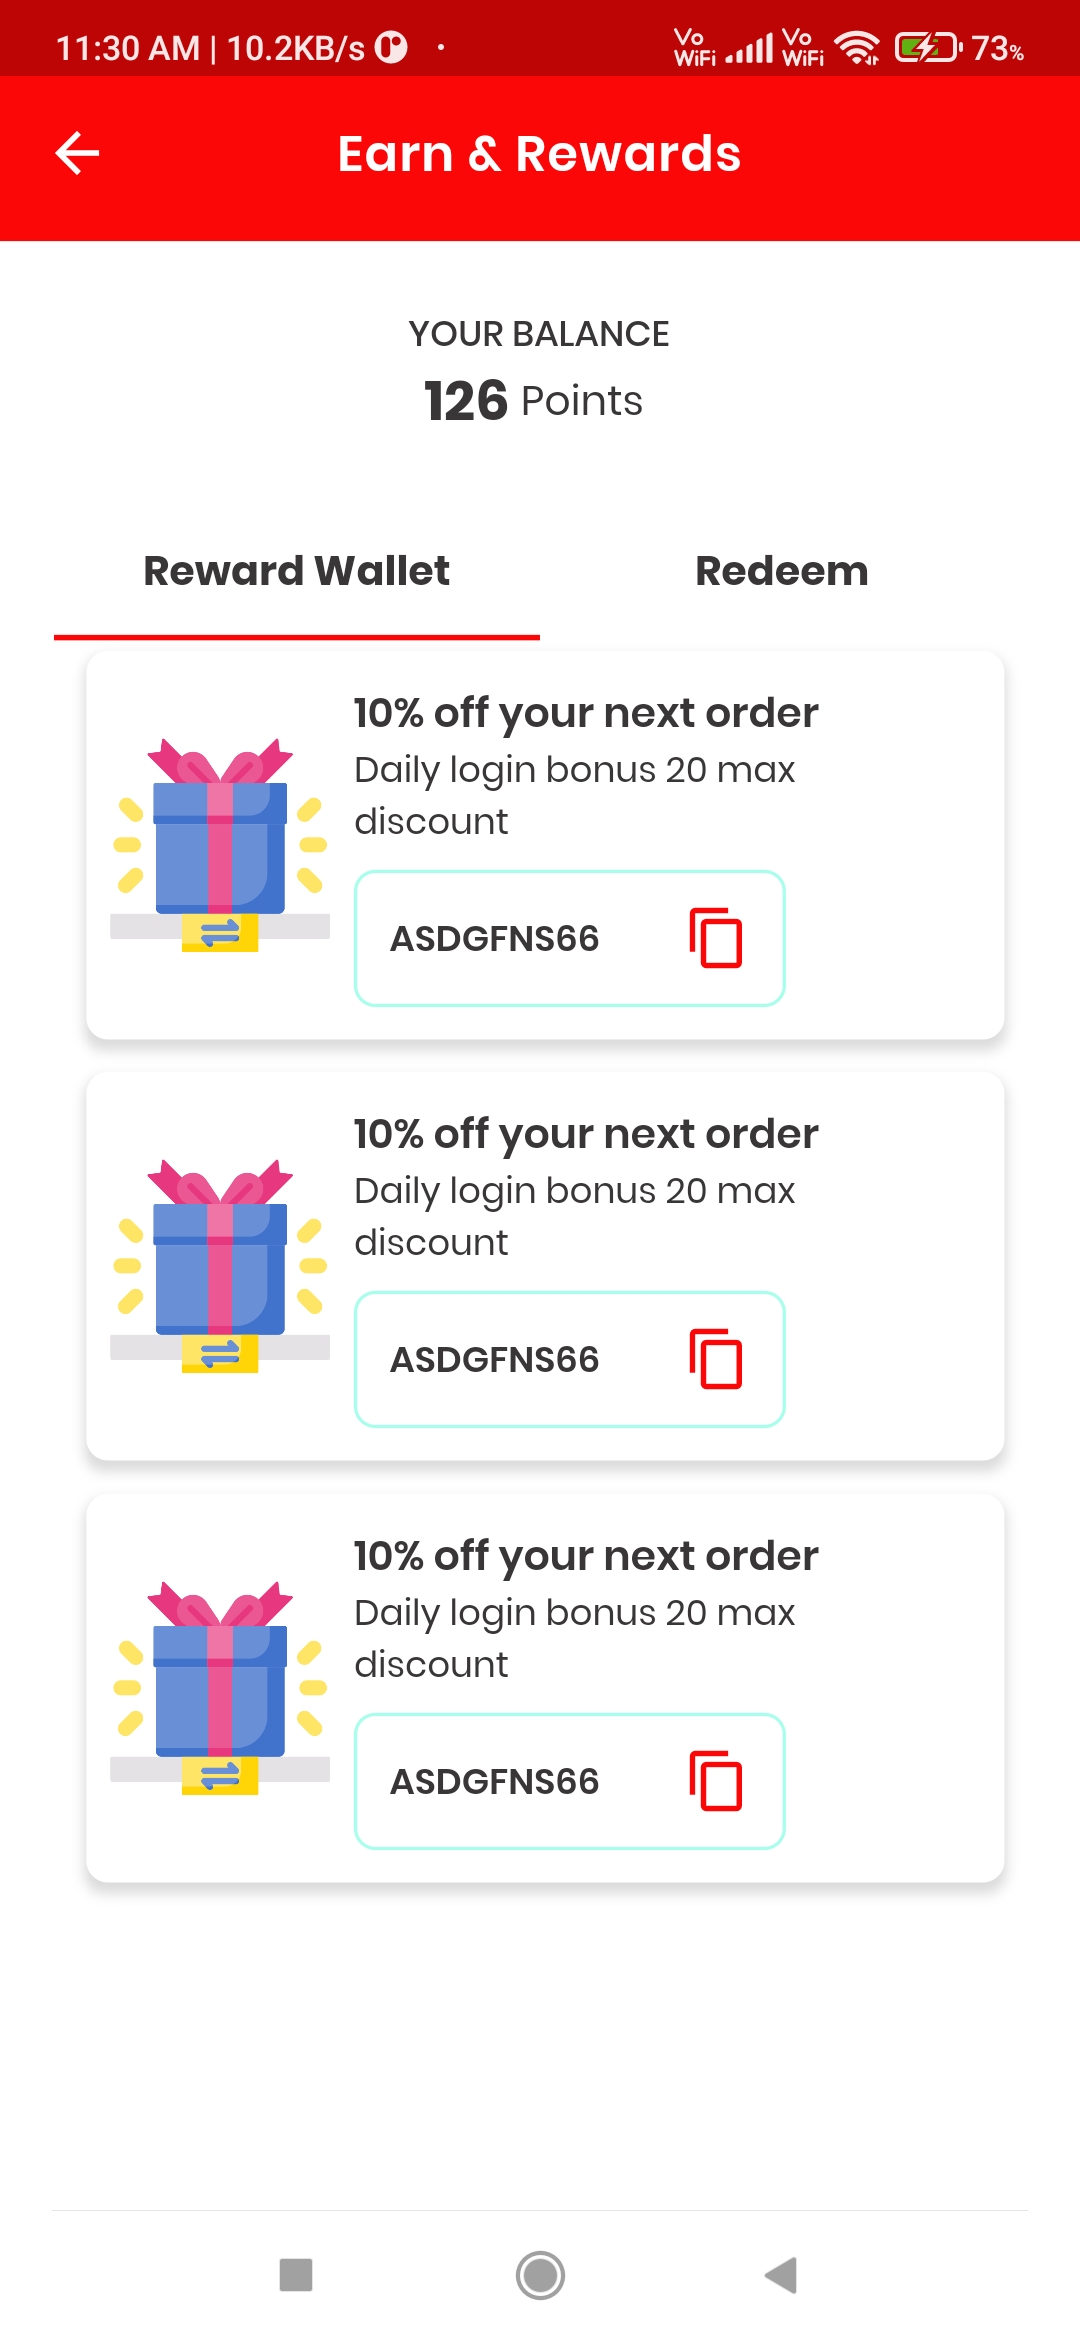 11:30 AM | 10.2KB/s
Vo WiFi Vo WiFi 73%
Earn & Rewards
YOUR BALANCE
126 Points
Reward Wallet Redeem
10% off your next order
Daily login bonus 20 max
discount
ASDGFNS66
10% off your next order
Daily login bonus 20 max
discount
ASDGFNS66
10% off your next order
Daily login bonus 20 max
discount
ASDGFNS66